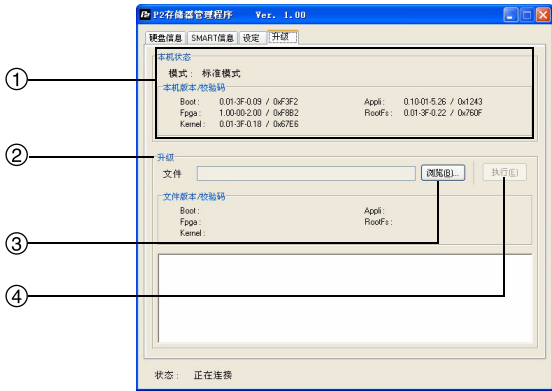 P2存储器管理程序 Ver. 1.00
硬盘信息 SMART信息 设定 升级
① 本机状态
模式： 标准模式
本机版本/校验码
Boot: 0.01-3F-0.09 / 0xF3F2 Appli: 0.10-01-5.26 / 0x1243
Fpga: 1.00-00-2.00 / 0xF8B2 RootFs: 0.01-3F-0.22 / 0x760F
Kernel: 0.01-3F-0.18 / 0x67E6
② 升级
文件 浏览(B)... 执行(E)
文件版本/校验码
Boot: Appli:
Fpga: RootFs:
Kernel:
③
④
状态： 正在连接